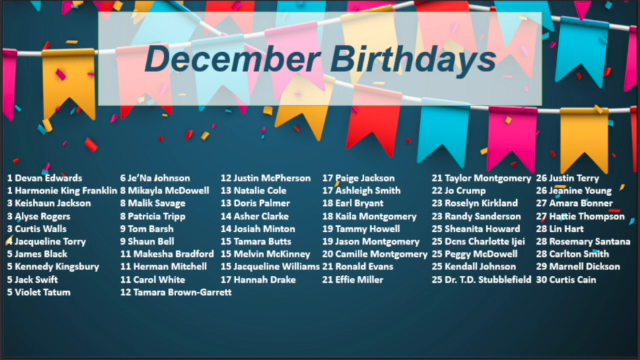 December Birthdays
1 Devan Edwards
1 Harmonie King Franklin
3 Keishaun Jackson
3 Alyse Rogers
3 Curtis Walls
4 Jacqueline Torry
5 James Black
5 Kennedy Kingsbury
5 Jack Swift
5 Violet Tatum
6 Je'Na Johnson
8 Mikayla McDowell
8 Malik Savage
8 Patricia Tripp
9 Tom Barsh
9 Shaun Bell
11 Makesha Bradford
11 Herman Mitchell
11 Carol White
12 Tamara Brown-Garrett
12 Justin McPherson
13 Natalie Cole
13 Doris Palmer
14 Asher Clarke
14 Josiah Minton
15 Tamara Butts
15 Melvin McKinney
15 Jacqueline Williams
17 Hannah Drake
17 Paige Jackson
17 Ashleigh Smith
18 Earl Bryant
18 Kaila Montgomery
19 Tammy Howell
19 Jason Montgomery
20 Camille Montgomery
21 Ronald Evans
21 Effie Miller
21 Taylor Montgomery
22 Jo Crump
23 Roselyn Kirkland
23 Randy Sanderson
25 Sheanita Howard
25 Dcns Charlotte Ijei
25 Peggy McDowell
25 Kendall Johnson
25 Dr. T.D. Stubblefield
26 Justin Terry
26 Jeanine Young
27 Amara Bonner
27 Hattie Thompson
28 Lin Hart
28 Rosemary Santana
28 Carlton Smith
29 Marnell Dickson
30 Curtis Cain